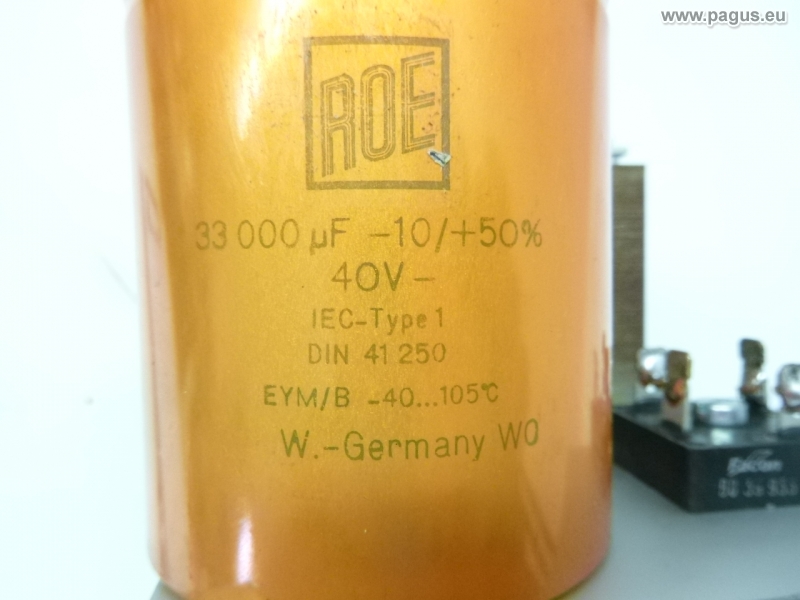 www.pagus.eu
ROE
33 000 µF -10/+50%
40V-
IEC-Type 1
DIN 41 250
EYM/B -40...105°C
W.-Germany WO